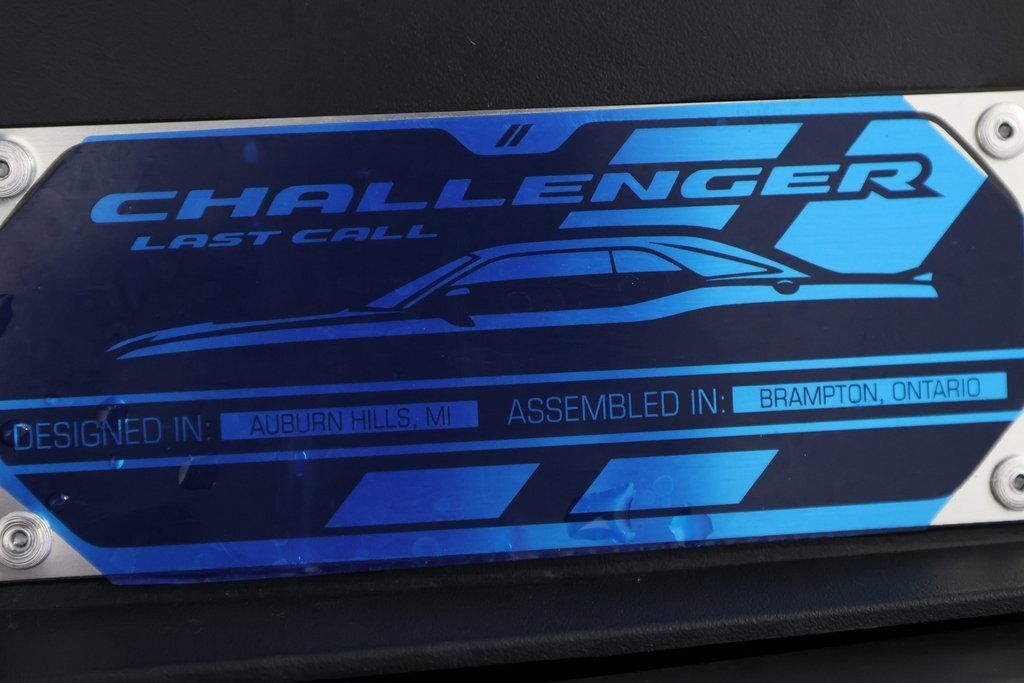 CHALLENGER
LAST CALL
DESIGNED IN: AUBURN HILLS, MI ASSEMBLED IN: BRAMPTON, ONTARIO